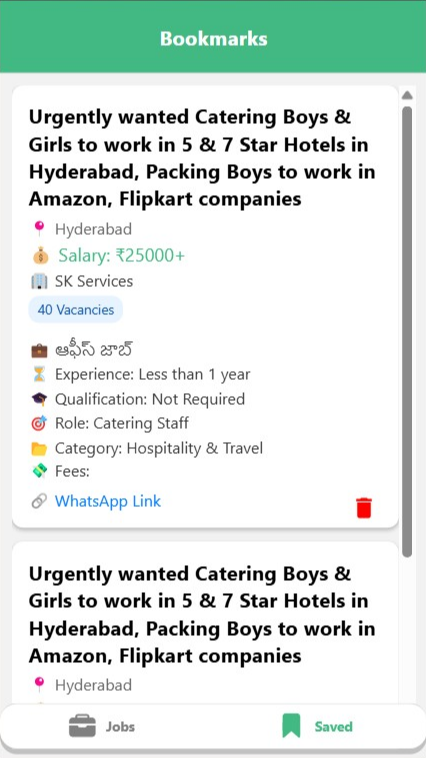 Bookmarks
Urgently wanted Catering Boys &
Girls to work in 5 & 7 Star Hotels in
Hyderabad, Packing Boys to work in
Amazon, Flipkart companies
Hyderabad
Salary: ₹25000+
SK Services
40 Vacancies
ఆఫీస్ జాబ్
Experience: Less than 1 year
Qualification: Not Required
Role: Catering Staff
Category: Hospitality & Travel
Fees:
WhatsApp Link
Urgently wanted Catering Boys &
Girls to work in 5 & 7 Star Hotels in
Hyderabad, Packing Boys to work in
Amazon, Flipkart companies
Hyderabad
Jobs
Saved